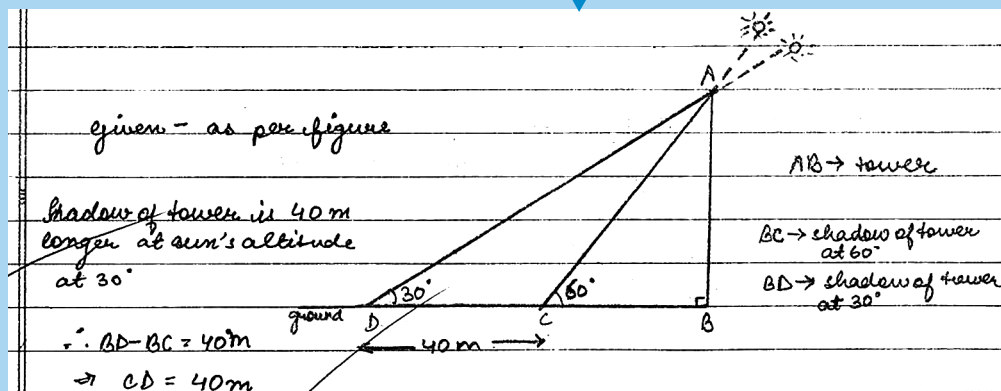 A
given - as per figure
AB → tower
Shadow of tower is 40 m
longer at sun's altitude
at 30°
BC → shadow of tower
at 60°
BD → shadow of tower
at 30°
30°
60°
ground
D
C
B
∴ BD - BC = 40m
← 40 m →
⇒ CD = 40m